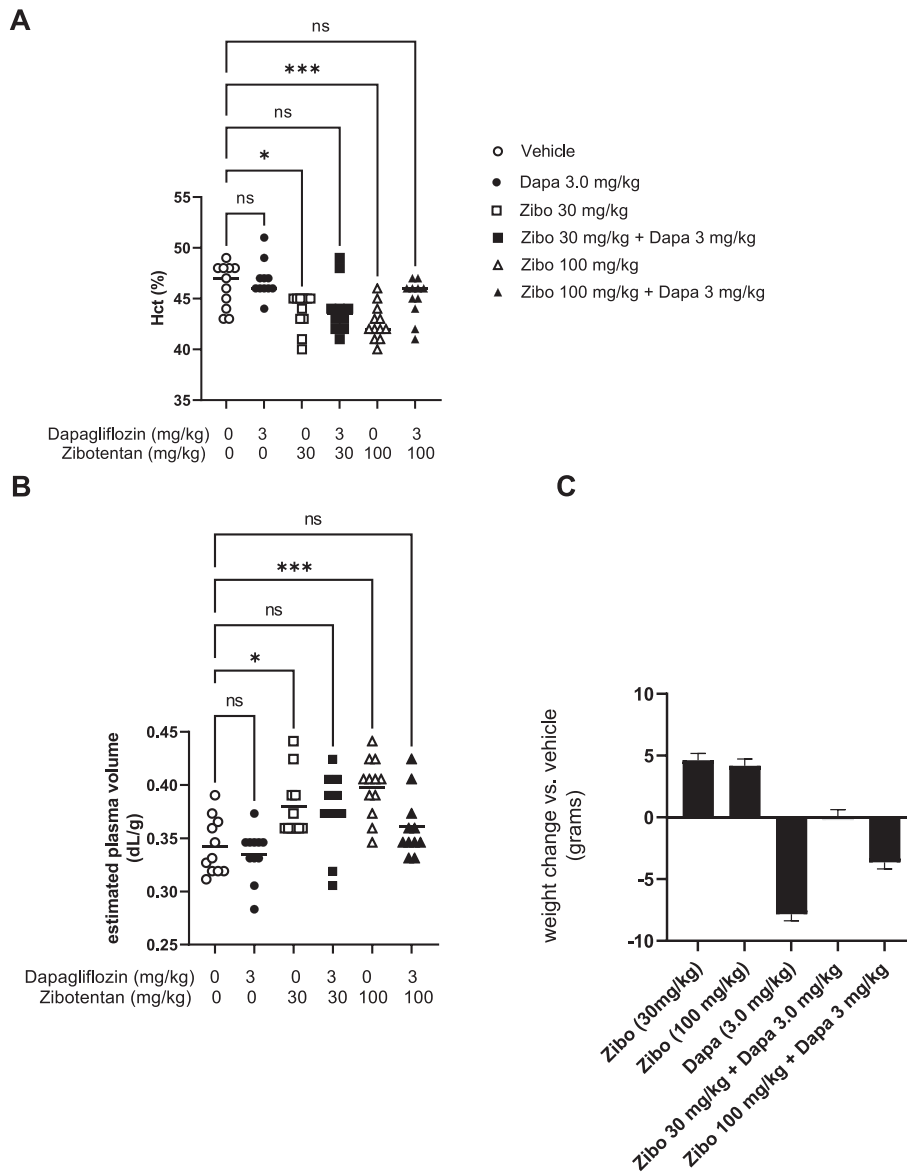 A
ns
***
ns
*
ns
Vehicle
Dapa 3.0 mg/kg
Zibo 30 mg/kg
Zibo 30 mg/kg + Dapa 3 mg/kg
Zibo 100 mg/kg
Zibo 100 mg/kg + Dapa 3 mg/kg
Hct (%)
55
50
45
40
35
Dapagliflozin (mg/kg) 0 3 0 3 0 3
Zibotentan (mg/kg) 0 0 30 30 100 100
B
ns
***
ns
*
ns
estimated plasma volume
(dL/g)
0.45
0.40
0.35
0.30
0.25
Dapagliflozin (mg/kg) 0 3 0 3 0 3
Zibotentan (mg/kg) 0 0 30 30 100 100
C
weight change vs. vehicle
(grams)
10
5
0
-5
-10
Zibo (30mg/kg)
Zibo (100 mg/kg)
Dapa (3.0 mg/kg)
Zibo 30 mg/kg + Dapa 3.0 mg/kg
Zibo 100 mg/kg + Dapa 3 mg/kg